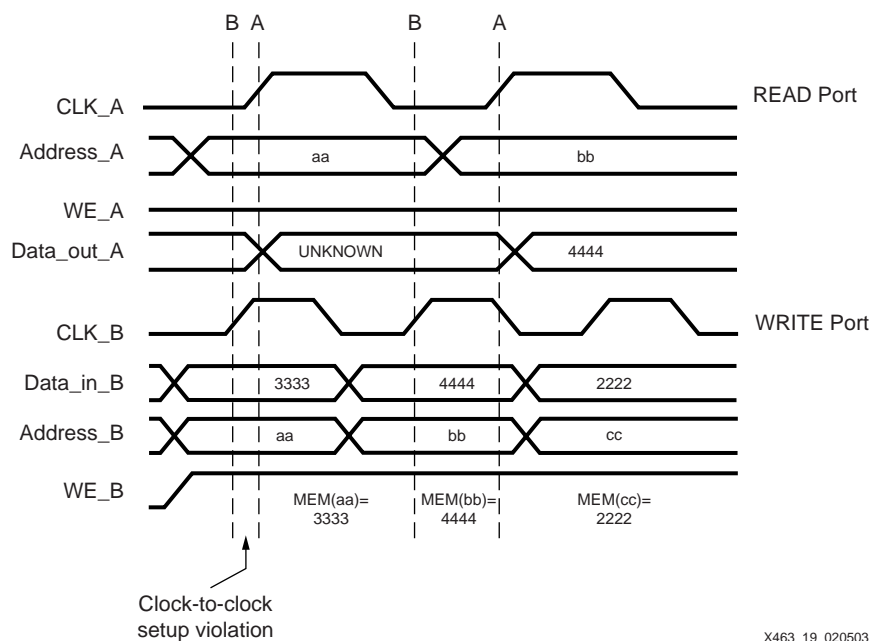 B A B A
CLK_A
READ Port
Address_A aa bb
WE_A
Data_out_A UNKNOWN 4444
CLK_B
WRITE Port
Data_in_B 3333 4444 2222
Address_B aa bb cc
WE_B
MEM(aa)= MEM(bb)= MEM(cc)=
3333 4444 2222
Clock-to-clock
setup violation
X463_19_020503